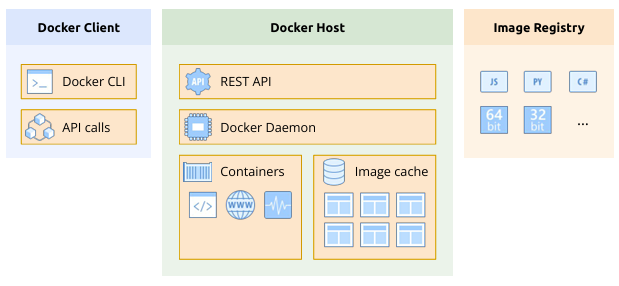 Docker Client
Docker Host
Image Registry
Docker CLI
API calls
API
REST API
Docker Daemon
Containers
WWW
Image cache
JS
PY
C#
64
bit
32
bit
...